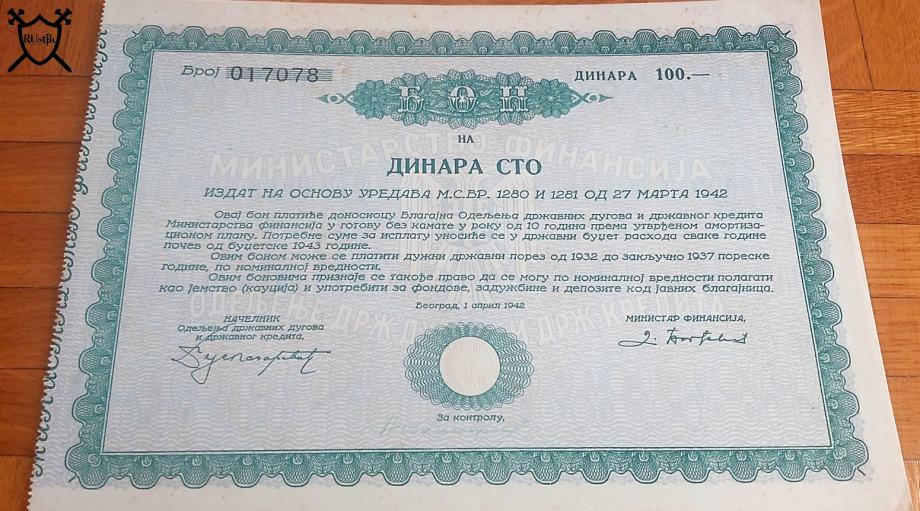 RUstik
Број 017078
ДИНАРА 100.—
БОН
НА
ДИНАРА СТО
МИНИСТАРСТВО ФИНАНСИЈА
ИЗДАТ НА ОСНОВУ УРЕДАБА М.С.БР. 1280 И 1281 ОД 27 МАРТА 1942
Овај бон платиће доносиоцу Благајна Одељења државних дугова и државног кредита
Министарства финансија у готову без камате у року од 10 година према утврђеном амортиза-
ционом плану. Потребне суме за исплату уносиће се у државни буџет расхода сваке године
почев од буџетске 1943 године.
Овим боном може се платити дужни државни порез од 1932 до закључно 1937 пореске
године, по номиналној вредности.
Овим боновима признаје се такође право да се могу по номиналној вредности полагати
као јемство (кауција) и употребити за фондове, задужбине и депозите код јавних благајница.
ОДЕЉЕЊЕ ДРЖ. ДУГОВА И ДРЖ. КРЕДИТА
Београд, 1 април 1942
НАЧЕЛНИК
Одељења државних дугова
и државног кредита,
МИНИСТАР ФИНАНСИЈА,
За контролу,